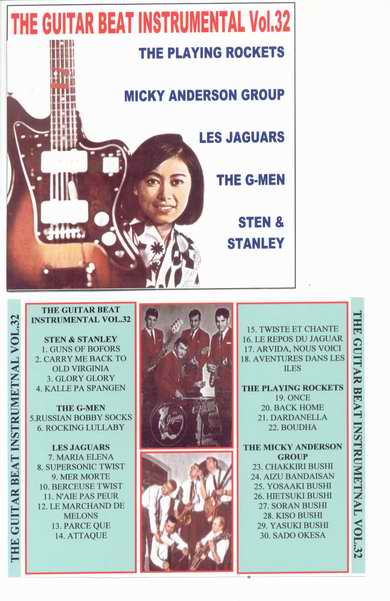 THE GUITAR BEAT INSTRUMENTAL Vol.32
THE PLAYING ROCKETS
MICKY ANDERSON GROUP
LES JAGUARS
THE G-MEN
STEN &
STANLEY
THE GUITAR BEAT INSTRUMETNAL VOL.32
THE GUITAR BEAT
INSTRUMENTAL VOL.32
STEN & STANLEY
1. GUNS OF BOFORS
2. CARRY ME BACK TO
OLD VIRGINIA
3. GLORY GLORY
4. KALLE PA SPANGEN
THE G-MEN
5.RUSSIAN BOBBY SOCKS
6. ROCKING LULLABY
LES JAGUARS
7. MARIA ELENA
8. SUPERSONIC TWIST
9. MER MORTE
10. BERCEUSE TWIST
11. N'AIE PAS PEUR
12. LE MARCHAND DE
MELONS
13. PARCE QUE
14. ATTAQUE
15. TWISTE ET CHANTE
16. LE REPOS DU JAGUAR
17. ARVIDA, NOUS VOICI
18. AVENTURES DANS LES
ILES
THE PLAYING ROCKETS
19. ONCE
20. BACK HOME
21. DARDANELLA
22. BOUDHA
THE MICKY ANDERSON
GROUP
23. CHAKKIRI BUSHI
24. AIZU BANDAISAN
25. YOSAAKI BUSHI
26. HIETSUKI BUSHI
27. SORAN BUSHI
28. KISO BUSHI
29. YASUKI BUSHI
30. SADO OKESA
THE GUITAR BEAT INSTRUMETNAL VOL.32